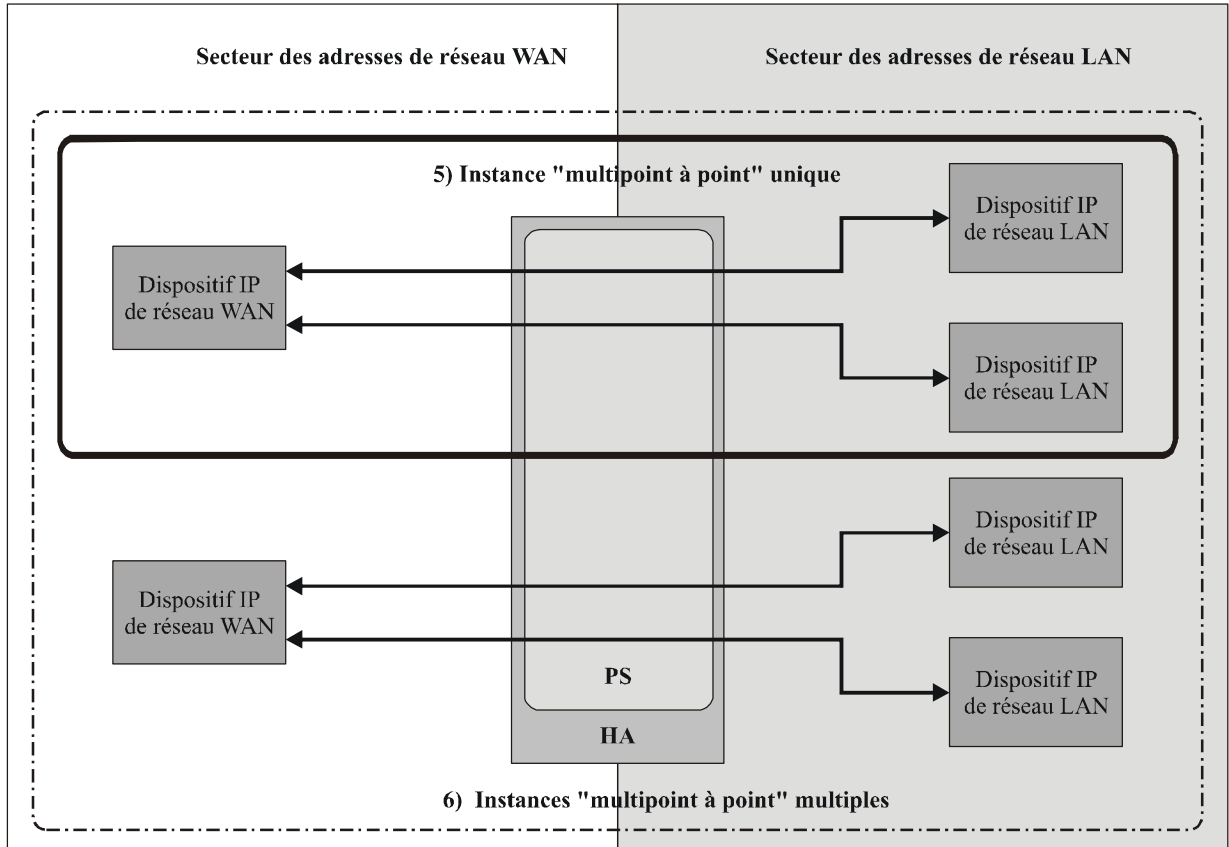 Secteur des adresses de réseau WAN
Secteur des adresses de réseau LAN
5) Instance "multipoint à point" unique
Dispositif IP
de réseau LAN
Dispositif IP
de réseau WAN
Dispositif IP
de réseau LAN
Dispositif IP
de réseau LAN
Dispositif IP
de réseau WAN
Dispositif IP
de réseau LAN
PS
HA
6) Instances "multipoint à point" multiples